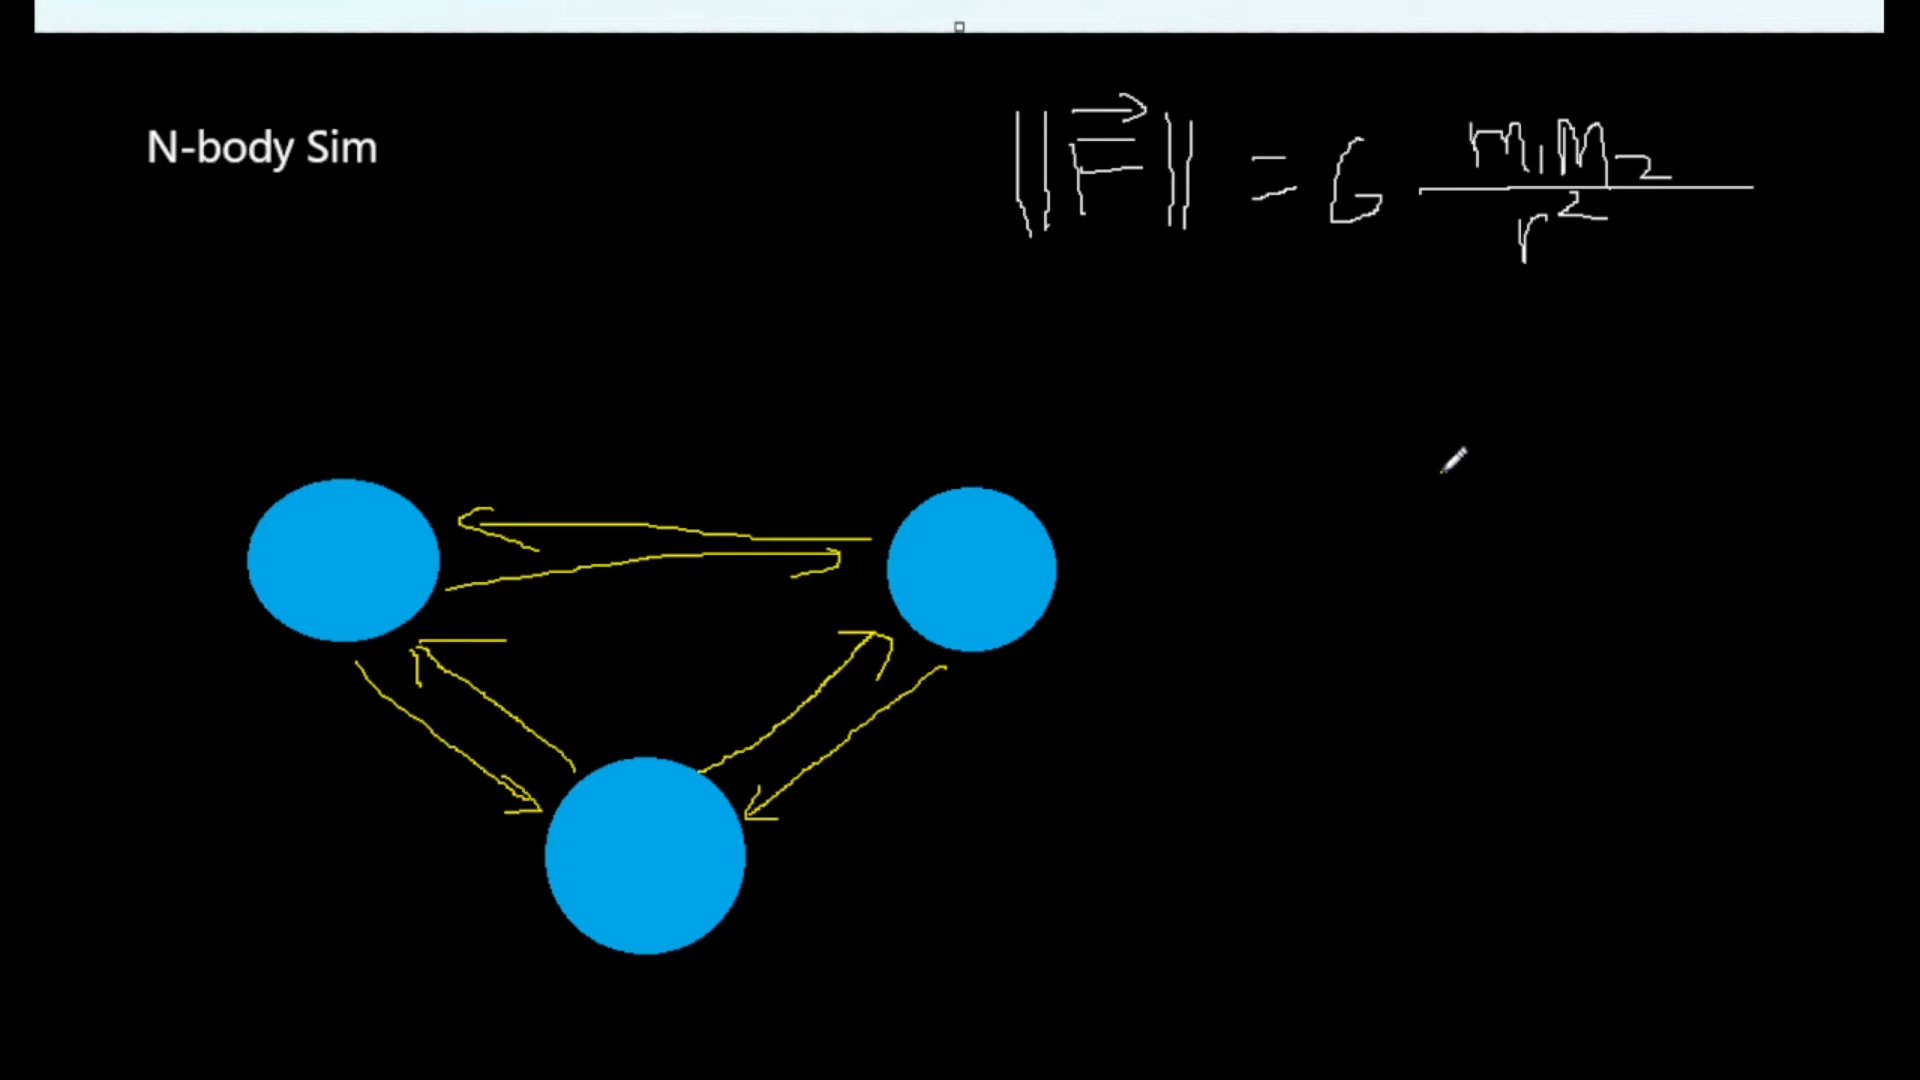 N-body Sim
||F⃗|| = G m₁m₂ / r²